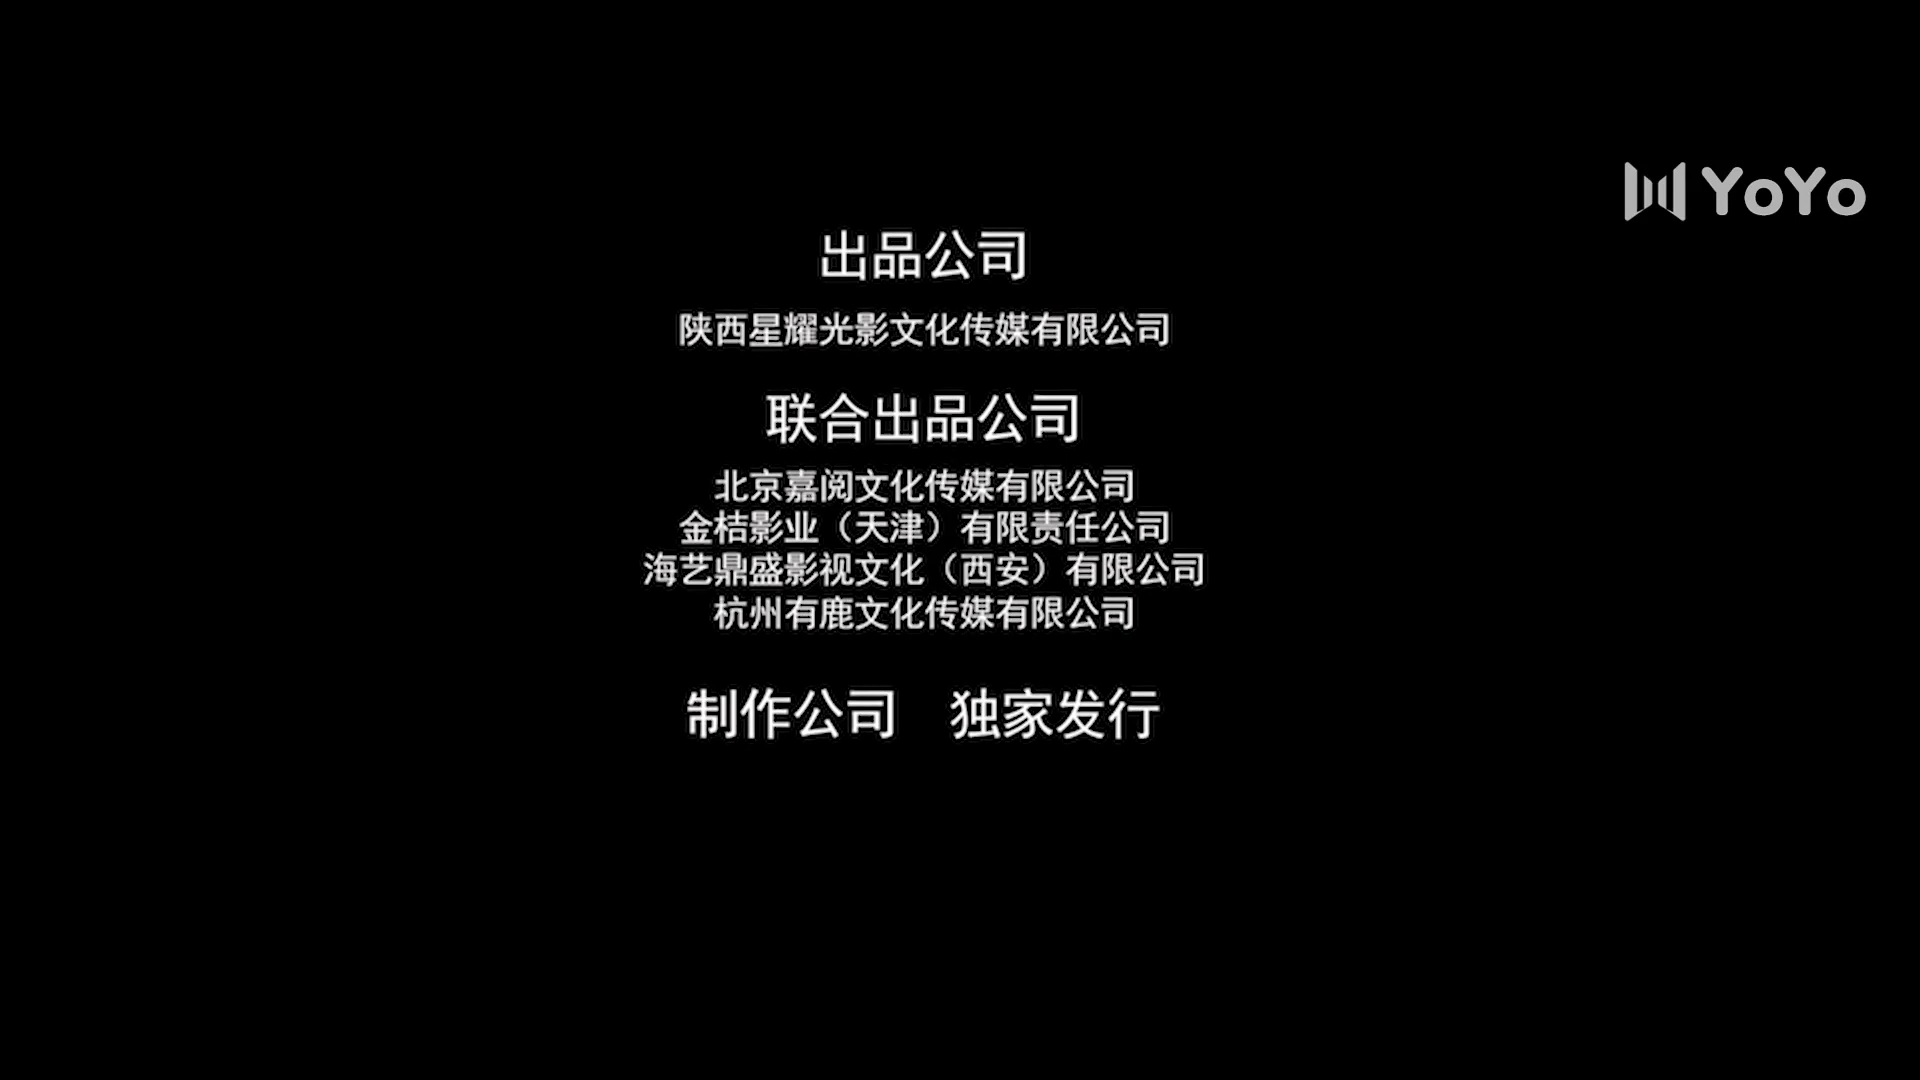 YoYo
出品公司
陕西星耀光影文化传媒有限公司
联合出品公司
北京嘉阅文化传媒有限公司
金桔影业（天津）有限责任公司
海艺鼎盛影视文化（西安）有限公司
杭州有鹿文化传媒有限公司
制作公司　独家发行